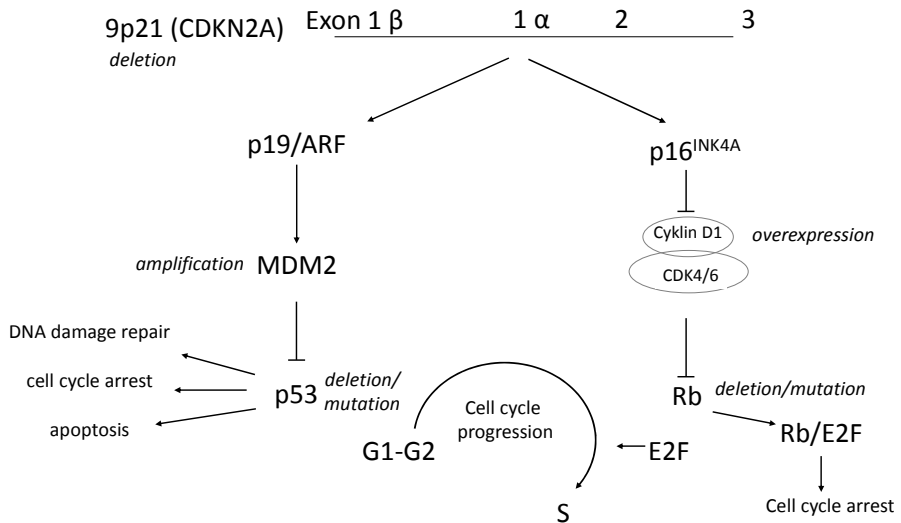 9p21 (CDKN2A) Exon 1 β 1 α 2 3
deletion
p19/ARF
p16INK4A
Cyklin D1
overexpression
CDK4/6
amplification MDM2
DNA damage repair
cell cycle arrest
apoptosis
p53 deletion/
mutation
Cell cycle
progression
G1-G2
S
E2F
Rb deletion/mutation
Rb/E2F
Cell cycle arrest